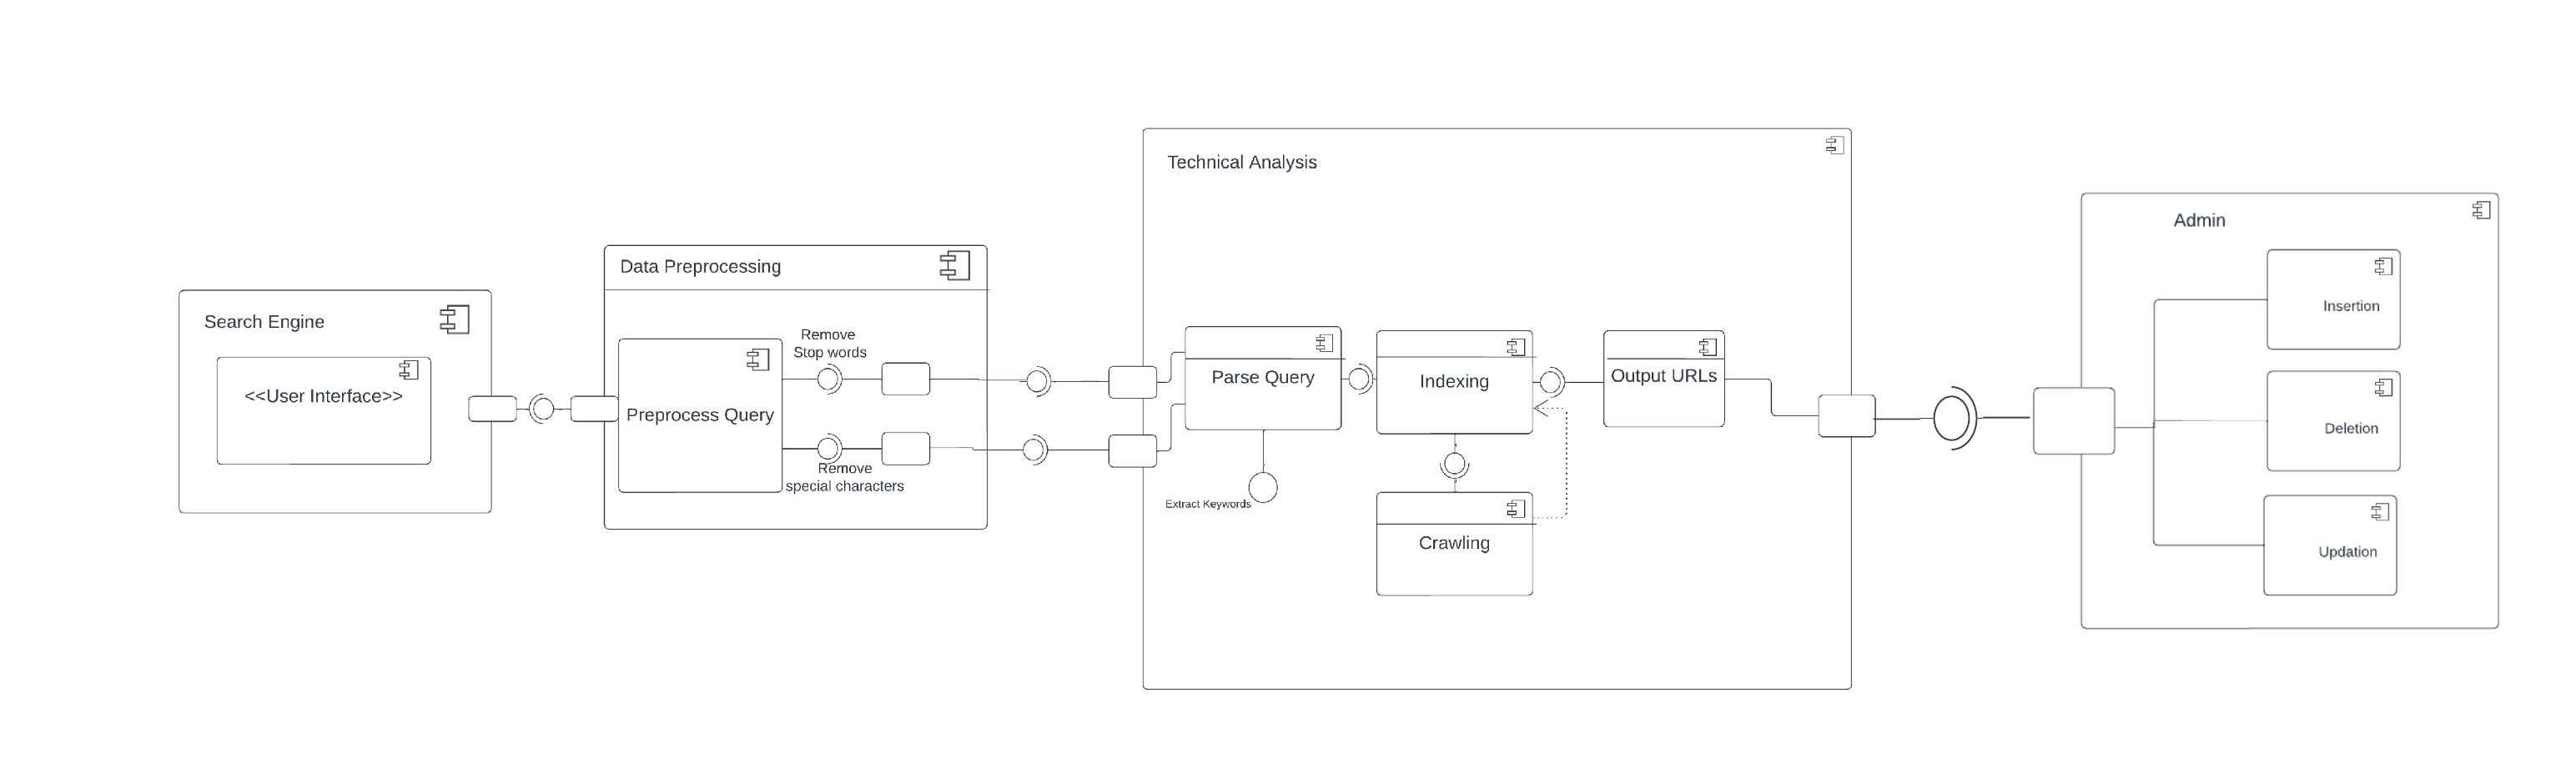 Search Engine
<<User Interface>>
Data Preprocessing
Preprocess Query
Remove
Stop words
Remove
special characters
Technical Analysis
Parse Query
Extract Keywords
Indexing
Crawling
Output URLs
Admin
Insertion
Deletion
Updation